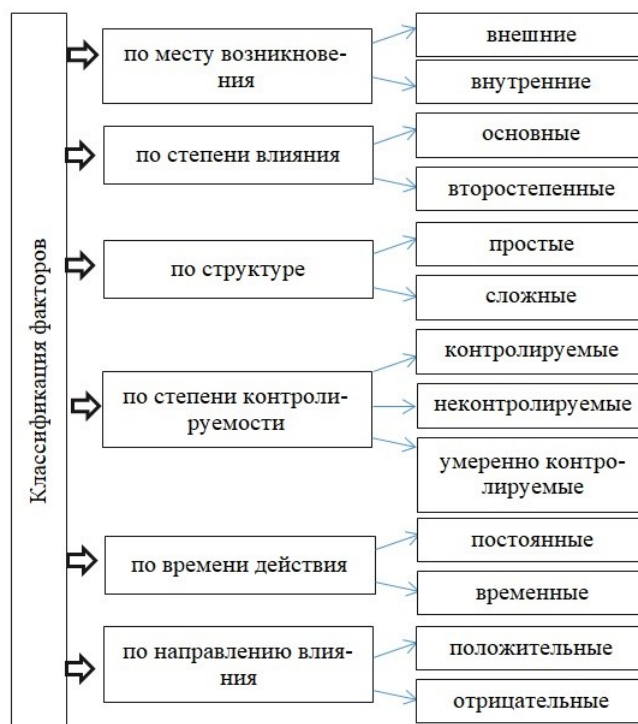 Классификация факторов
по месту возникнове-
ния
внешние
внутренние
по степени влияния
основные
второстепенные
по структуре
простые
сложные
по степени контроли-
руемости
контролируемые
неконтролируемые
умеренно контро-
лируемые
по времени действия
постоянные
временные
по направлению влия-
ния
положительные
отрицательные